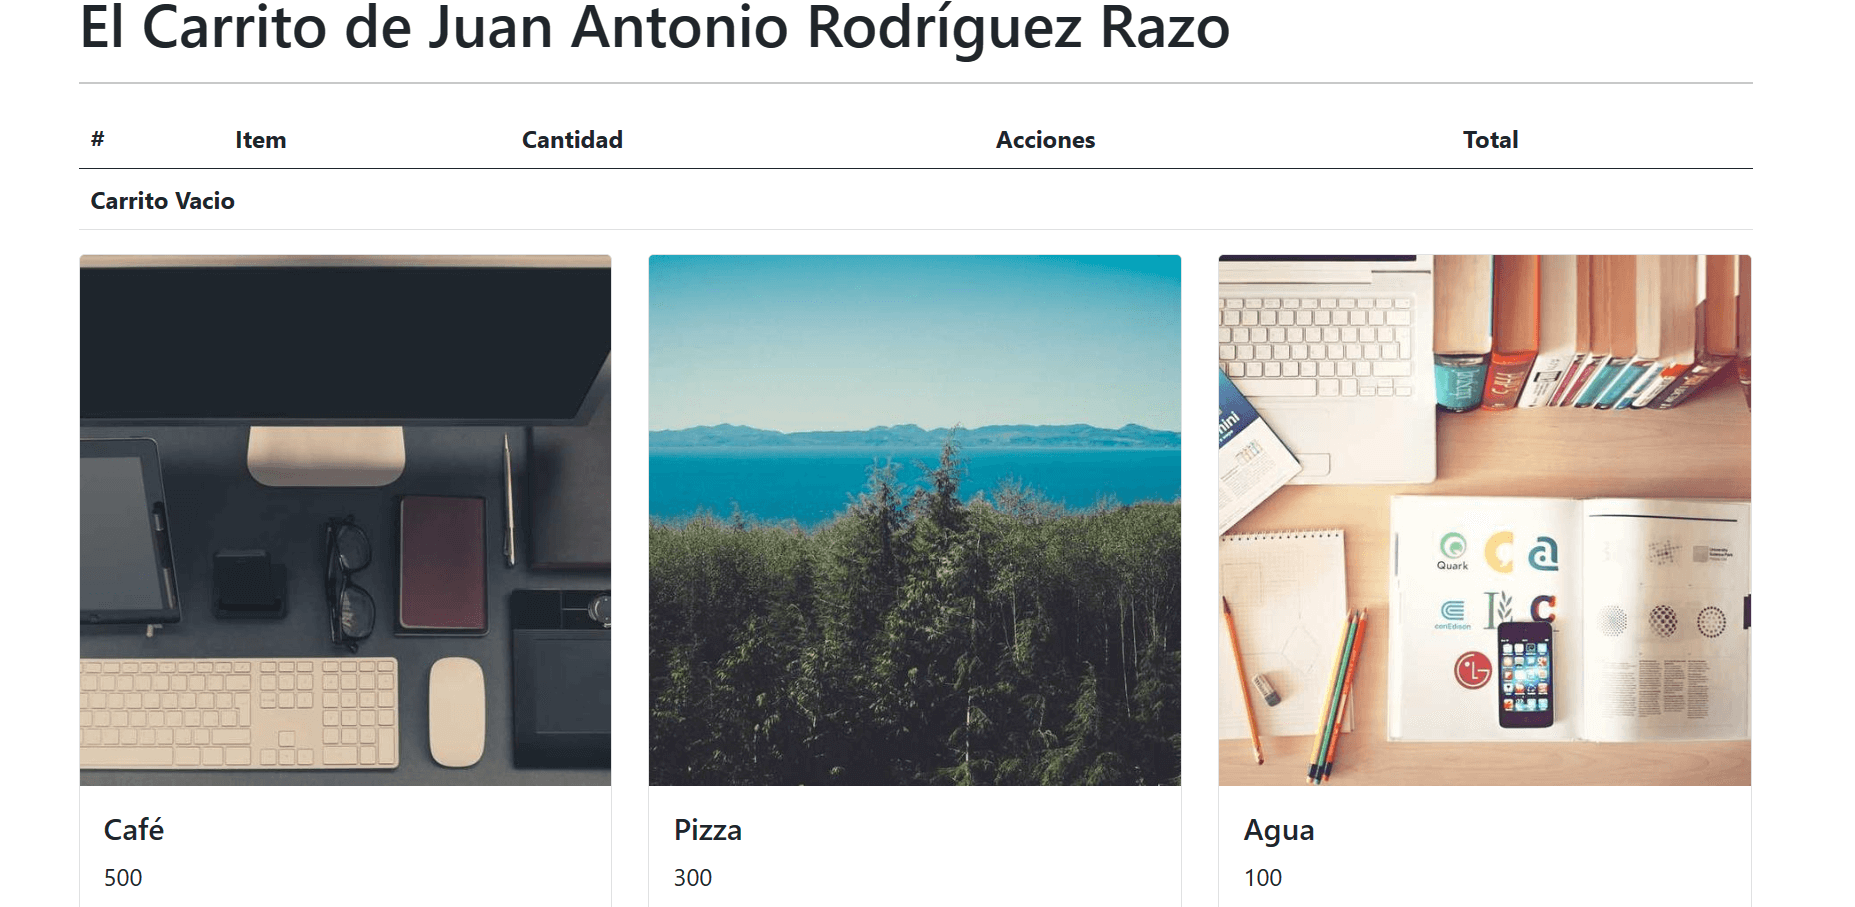 El Carrito de Juan Antonio Rodríguez Razo
# Item Cantidad Acciones Total
Carrito Vacio
Quark
conEdison
LG
Café
500
Pizza
300
Agua
100